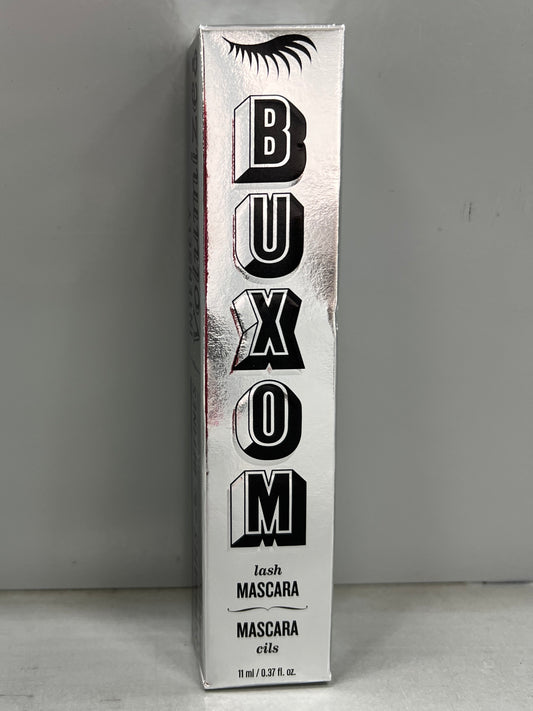 BUXOM
lash
MASCARA
MASCARA
cils
11 ml / 0.37 fl. oz.